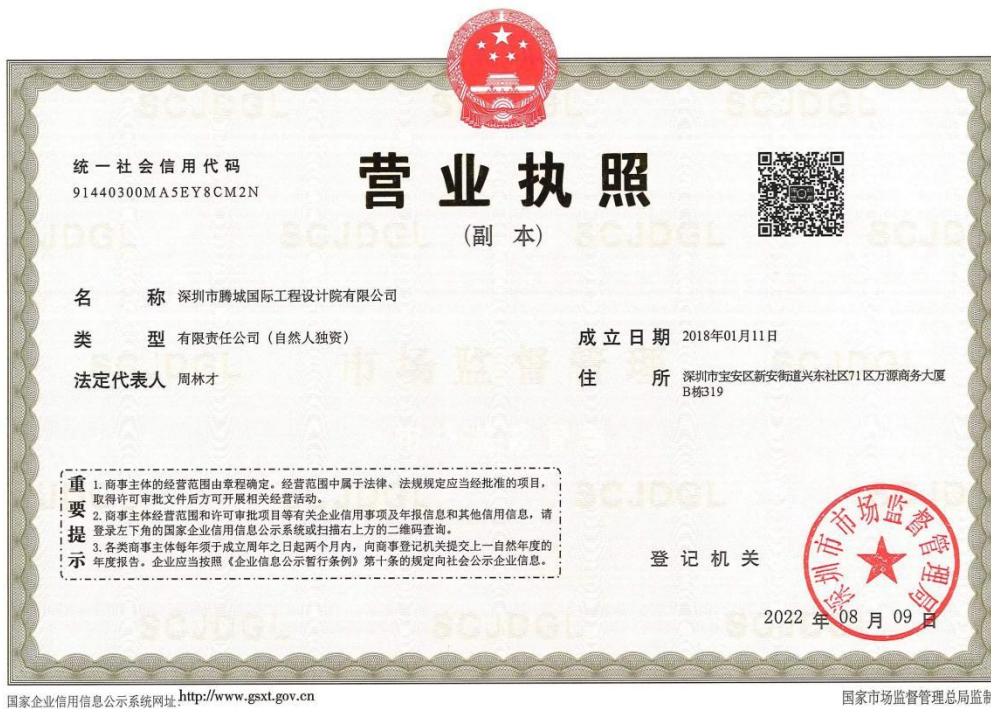 统一社会信用代码
91440300MA5EY8CM2N
营业执照
(副 本)
名 称 深圳市腾城国际工程设计院有限公司
类 型 有限责任公司（自然人独资）
法定代表人 周林才
成立日期 2018年01月11日
住 所 深圳市宝安区新安街道兴东社区71区万源商务大厦
B栋319
重要提示
1.商事主体的经营范围由章程确定。经营范围中属于法律、法规规定应当经批准的项目，
取得许可审批文件后方可开展相关经营活动。
2.商事主体经营范围和许可审批项目等有关企业信用事项及年报信息和其他信用信息，请
登录左下角的国家企业信用信息公示系统或扫描右上方的二维码查询。
3.各类商事主体每年须于成立周年之日起两个月内，向商事登记机关提交上一自然年度的
年度报告。企业应当按照《企业信息公示暂行条例》第十条的规定向社会公示企业信息。
登记机关
深圳市市场监督管理局
2022 年 08 月 09 日
国家企业信用信息公示系统网址:http://www.gsxt.gov.cn
国家市场监督管理总局监制
SCJDGL
市场监督管理